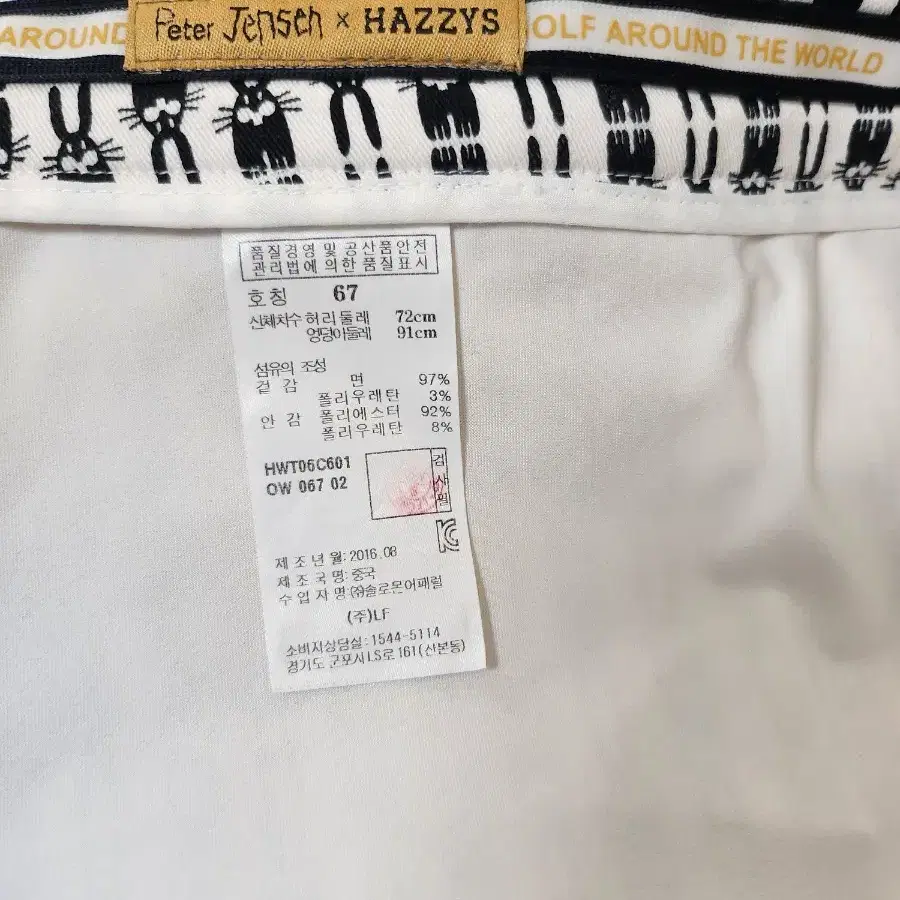 AROUND
Peter Jensen × HAZZYS
OLF AROUND THE WORLD
품질경영 및 공산품안전
관리법에 의한 품질표시
호칭 67
신체치수 허리둘레 72cm
엉덩이둘레 91cm
섬유의 조성
겉감 면 97%
폴리우레탄 3%
안감 폴리에스터 92%
폴리우레탄 8%
HWT06C601
OW 067 02
검사필
KC
제조년월: 2016.08
제조국명: 중국
수입자명: ㈜솔로몬어패럴
(주)LF
소비자상담실: 1544-5114
경기도 군포시 LS로 161(산본동)